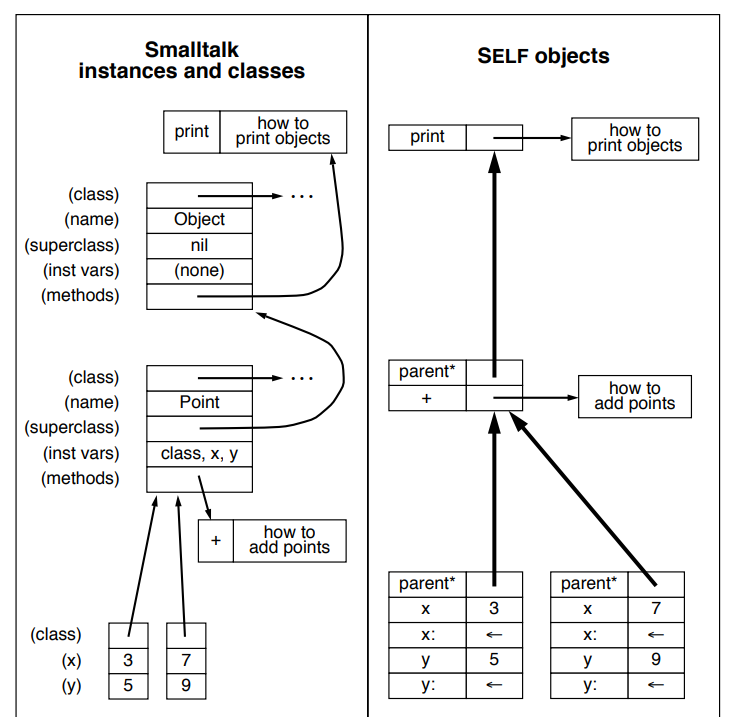 Smalltalk
instances and classes
print
how to
print objects
(class) ...
(name) Object
(superclass) nil
(inst vars) (none)
(methods)
(class) ...
(name) Point
(superclass)
(inst vars) class, x, y
(methods)
+
how to
add points
(class)
(x) 3 7
(y) 5 9
SELF objects
print
how to
print objects
parent*
+
how to
add points
parent*
x 3
x: ←
y 5
y: ←
parent*
x 7
x: ←
y 9
y: ←